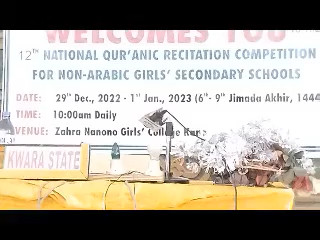 WELCOMES YOU
12TH NATIONAL QUR'ANIC RECITATION COMPETITION
FOR NON-ARABIC GIRLS' SECONDARY SCHOOLS
DATE: 29th Dec., 2022 - 1st Jan., 2023 (6th- 9th Jimada Akhir, 1444
TIME: 10:00am Daily
VENUE: Zahra Nanono Girls' College
KWARA STATE